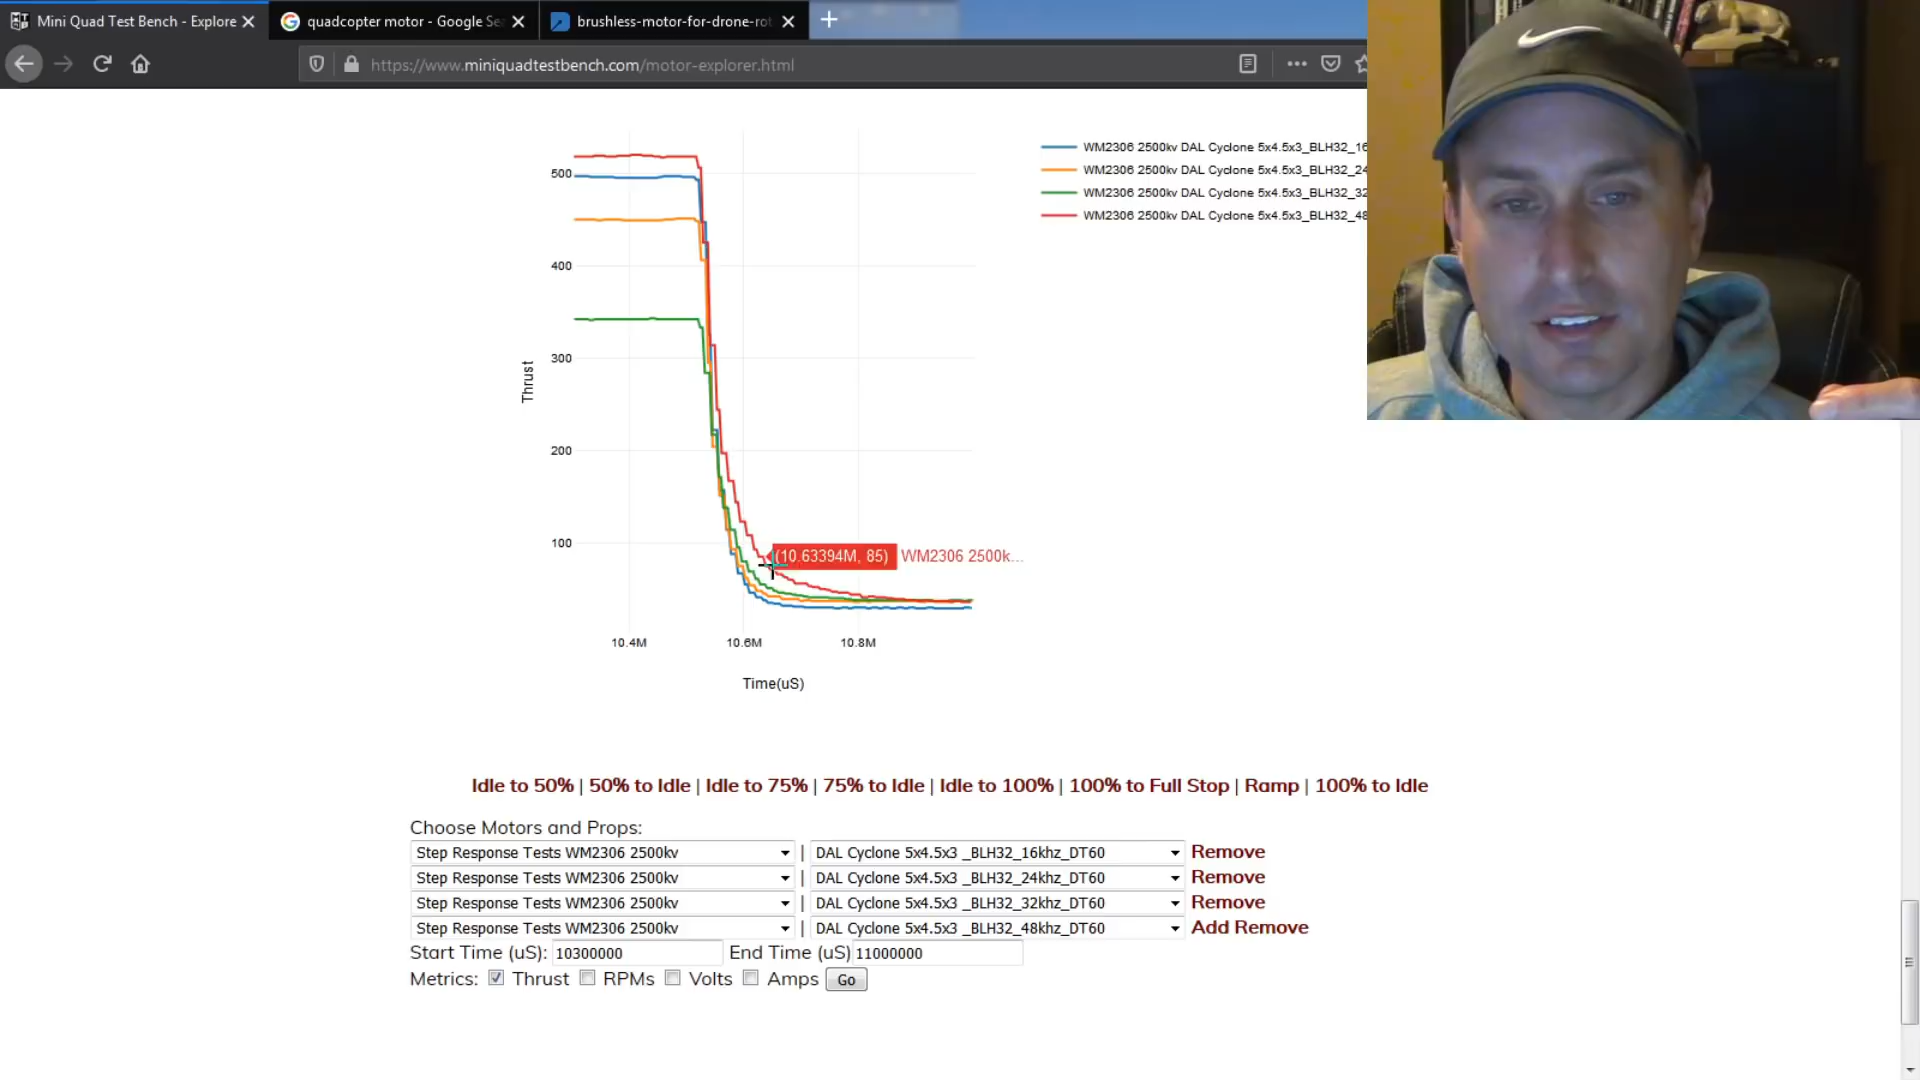 Mini Quad Test Bench - Explore
quadcopter motor - Google Se
brushless-motor-for-drone-rot
https://www.miniquadtestbench.com/motor-explorer.html
WM2306 2500kv DAL Cyclone 5x4.5x3_BLH32_16
WM2306 2500kv DAL Cyclone 5x4.5x3_BLH32_24
WM2306 2500kv DAL Cyclone 5x4.5x3_BLH32_32
WM2306 2500kv DAL Cyclone 5x4.5x3_BLH32_48
500
400
300
200
100
Thrust
(10.63394M, 85) WM2306 2500k...
10.4M 10.6M 10.8M
Time(uS)
Idle to 50% | 50% to Idle | Idle to 75% | 75% to Idle | Idle to 100% | 100% to Full Stop | Ramp | 100% to Idle
Choose Motors and Props:
Step Response Tests WM2306 2500kv | DAL Cyclone 5x4.5x3 _BLH32_16khz_DT60 Remove
Step Response Tests WM2306 2500kv | DAL Cyclone 5x4.5x3 _BLH32_24khz_DT60 Remove
Step Response Tests WM2306 2500kv | DAL Cyclone 5x4.5x3 _BLH32_32khz_DT60 Remove
Step Response Tests WM2306 2500kv | DAL Cyclone 5x4.5x3 _BLH32_48khz_DT60 Add Remove
Start Time (uS): 10300000 End Time (uS) 11000000
Metrics: Thrust RPMs Volts Amps Go